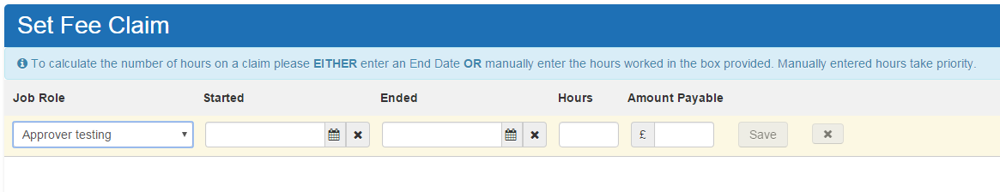 Set Fee Claim
To calculate the number of hours on a claim please EITHER enter an End Date OR manually enter the hours worked in the box provided. Manually entered hours take priority.
Job Role Started Ended Hours Amount Payable
Approver testing £ Save